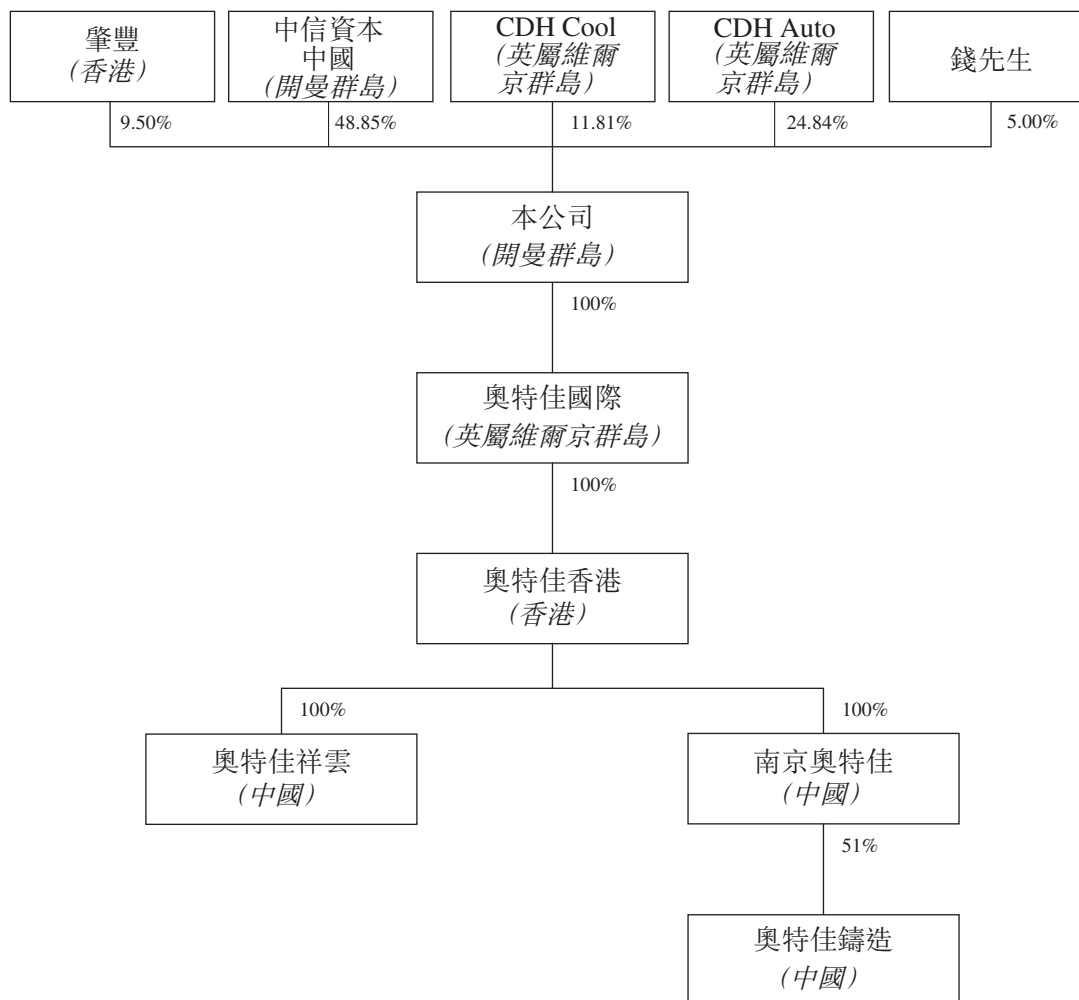 肇豐
(香港)
中信資本
中國
(開曼群島)
CDH Cool
(英屬維爾
京群島)
CDH Auto
(英屬維爾
京群島)
錢先生
9.50%
48.85%
11.81%
24.84%
5.00%
本公司
(開曼群島)
100%
奧特佳國際
(英屬維爾京群島)
100%
奧特佳香港
(香港)
100%
100%
奧特佳祥雲
(中國)
南京奧特佳
(中國)
51%
奧特佳鑄造
(中國)